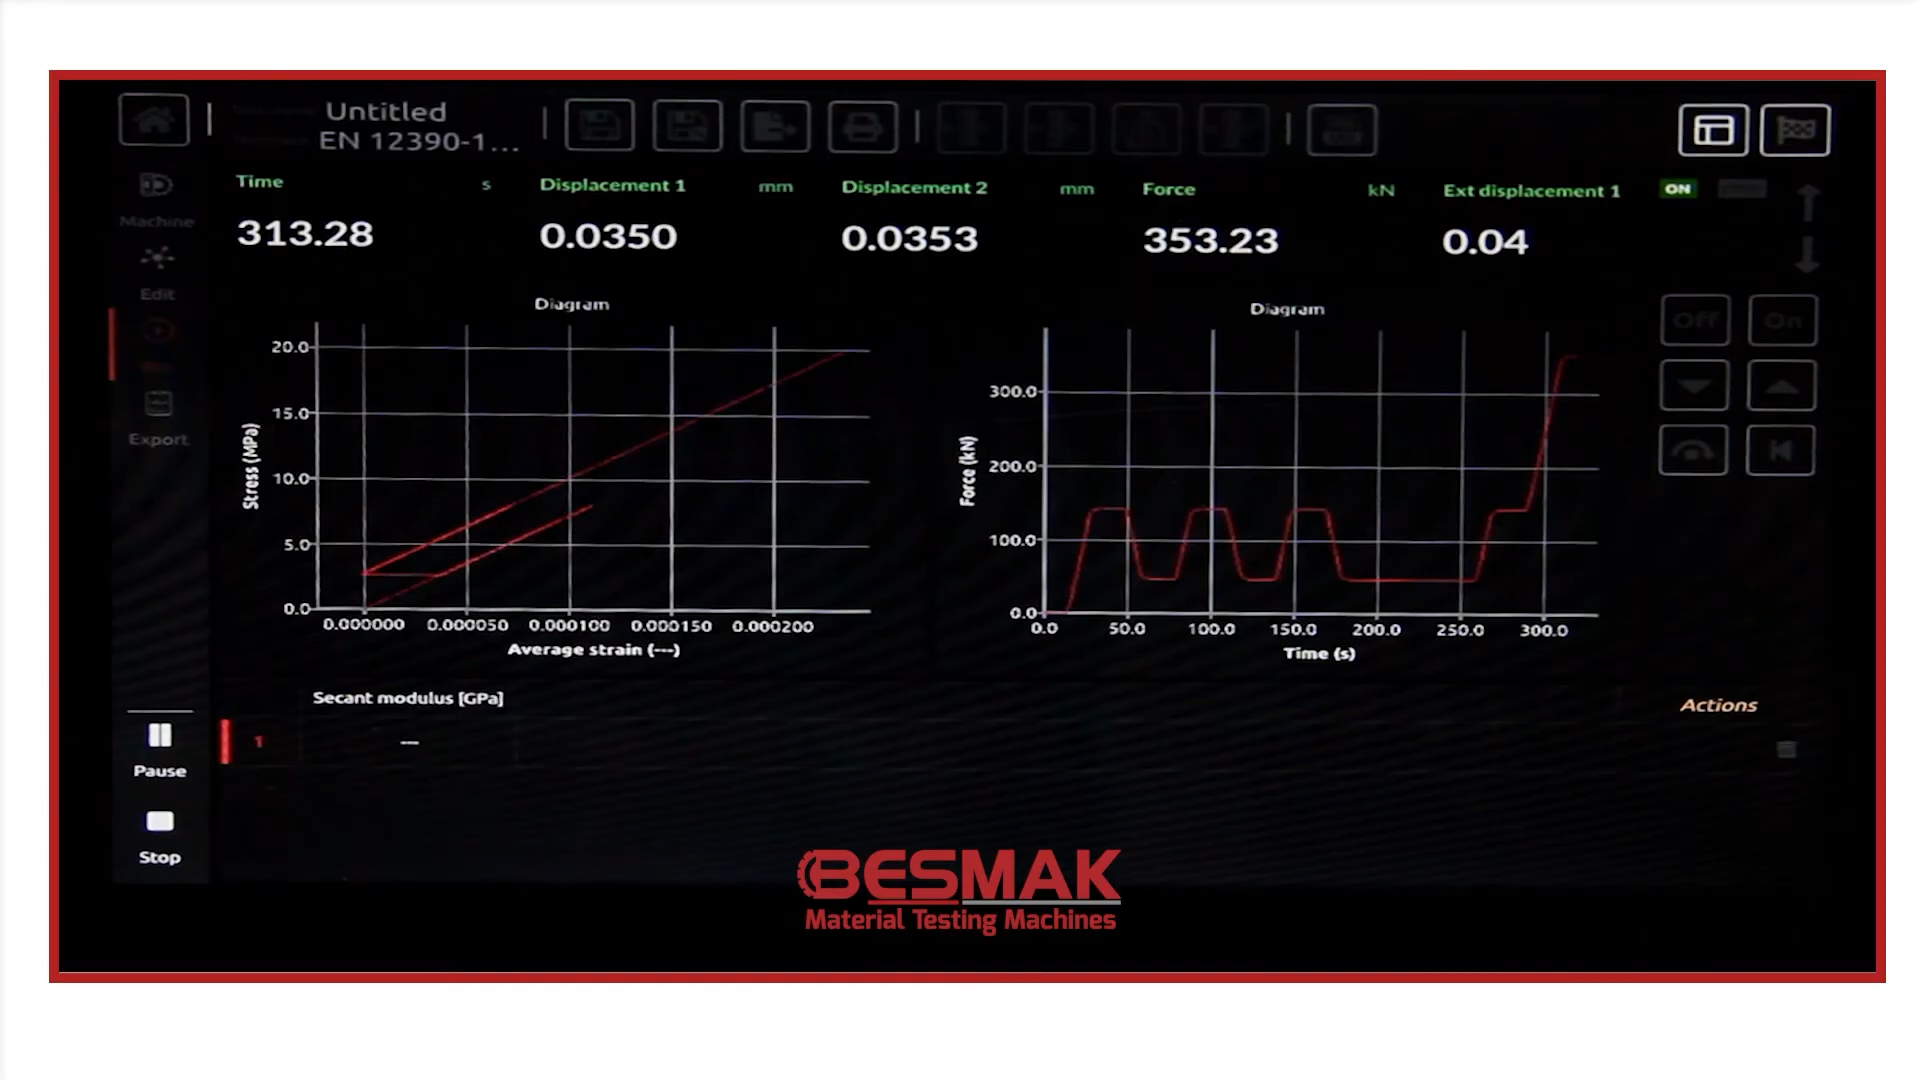 Untitled
EN 12390-1...
Machine
Edit
Export
Pause
Stop
Time s
313.28
Displacement 1 mm
0.0350
Displacement 2 mm
0.0353
Force kN
353.23
Ext displacement 1
0.04
ON
Off On
Diagram
Stress (MPa)
20.0
15.0
10.0
5.0
0.0
0.000000 0.000050 0.000100 0.000150 0.000200
Average strain (---)
Diagram
Force (kN)
300.0
200.0
100.0
0.0
0.0 50.0 100.0 150.0 200.0 250.0 300.0
Time (s)
Secant modulus [GPa]
Actions
1 ---
BESMAK
Material Testing Machines